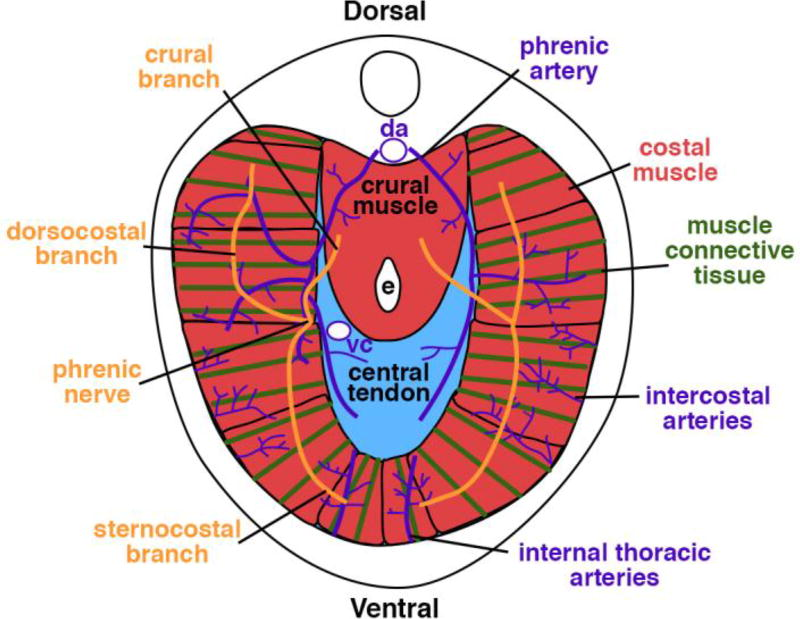 Dorsal
crural
branch
phrenic
artery
da
costal
muscle
crural
muscle
dorsocostal
branch
muscle
connective
tissue
e
vc
phrenic
nerve
central
tendon
intercostal
arteries
sternocostal
branch
internal thoracic
arteries
Ventral